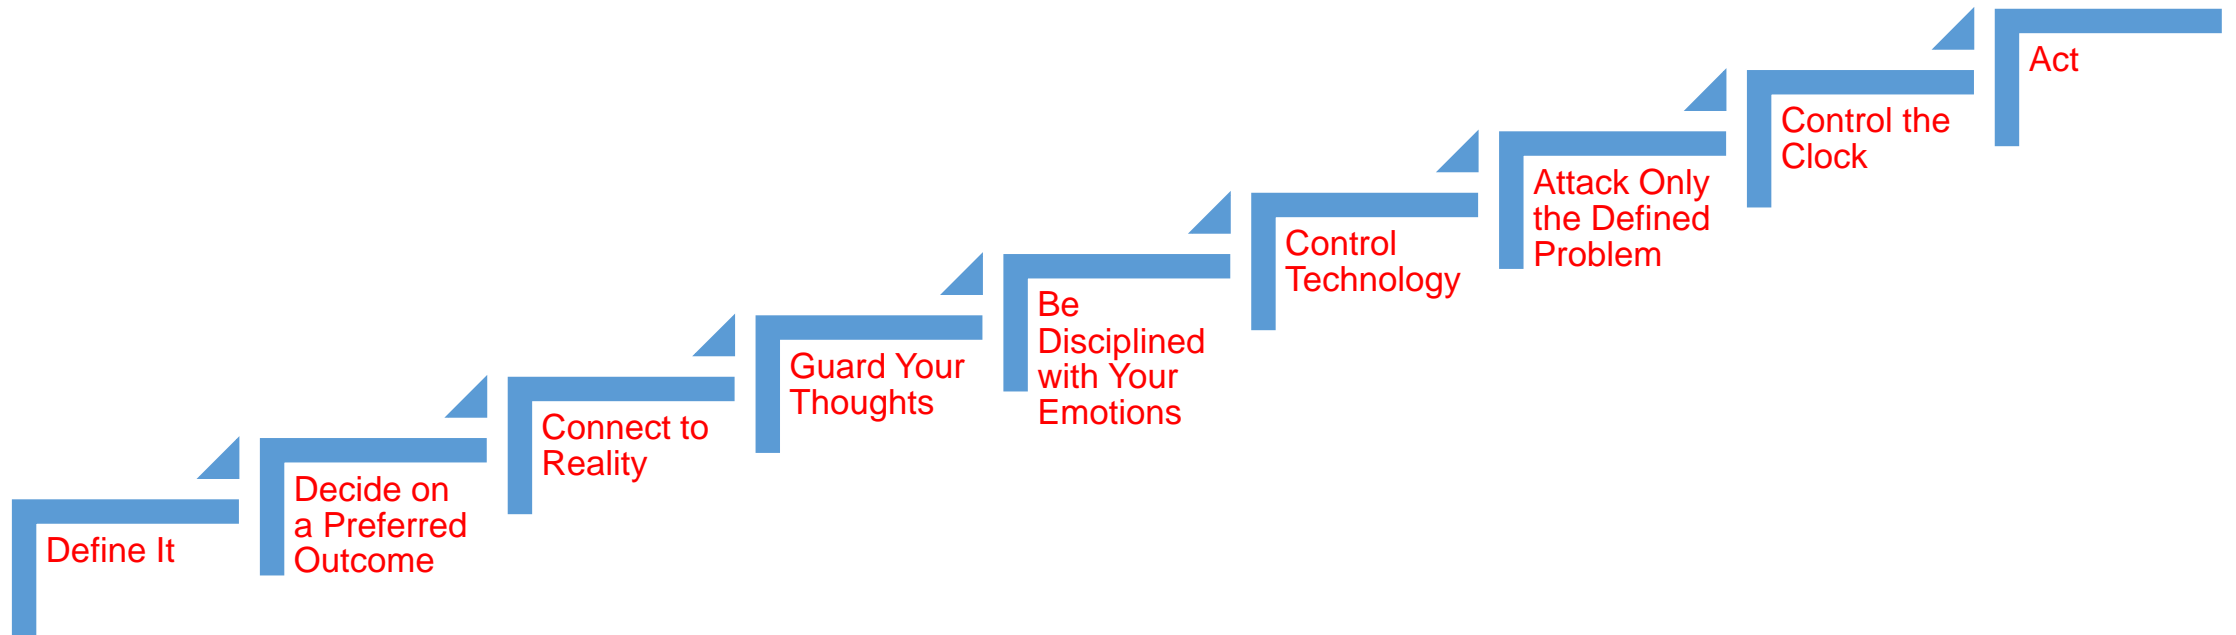 Define It
Decide on
a Preferred
Outcome
Connect to
Reality
Guard Your
Thoughts
Be
Disciplined
with Your
Emotions
Control
Technology
Attack Only
the Defined
Problem
Control the
Clock
Act